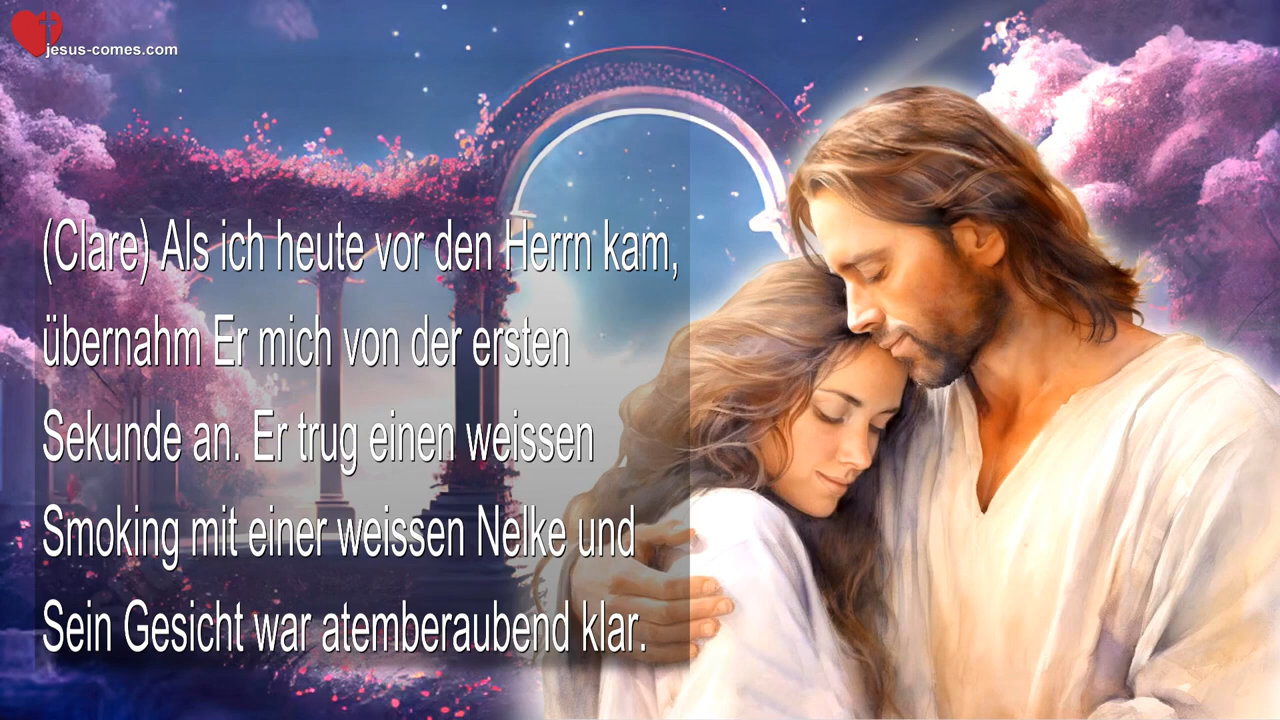 jesus-comes.com
(Clare) Als ich heute vor den Herrn kam,
übernahm Er mich von der ersten
Sekunde an. Er trug einen weissen
Smoking mit einer weissen Nelke und
Sein Gesicht war atemberaubend klar.